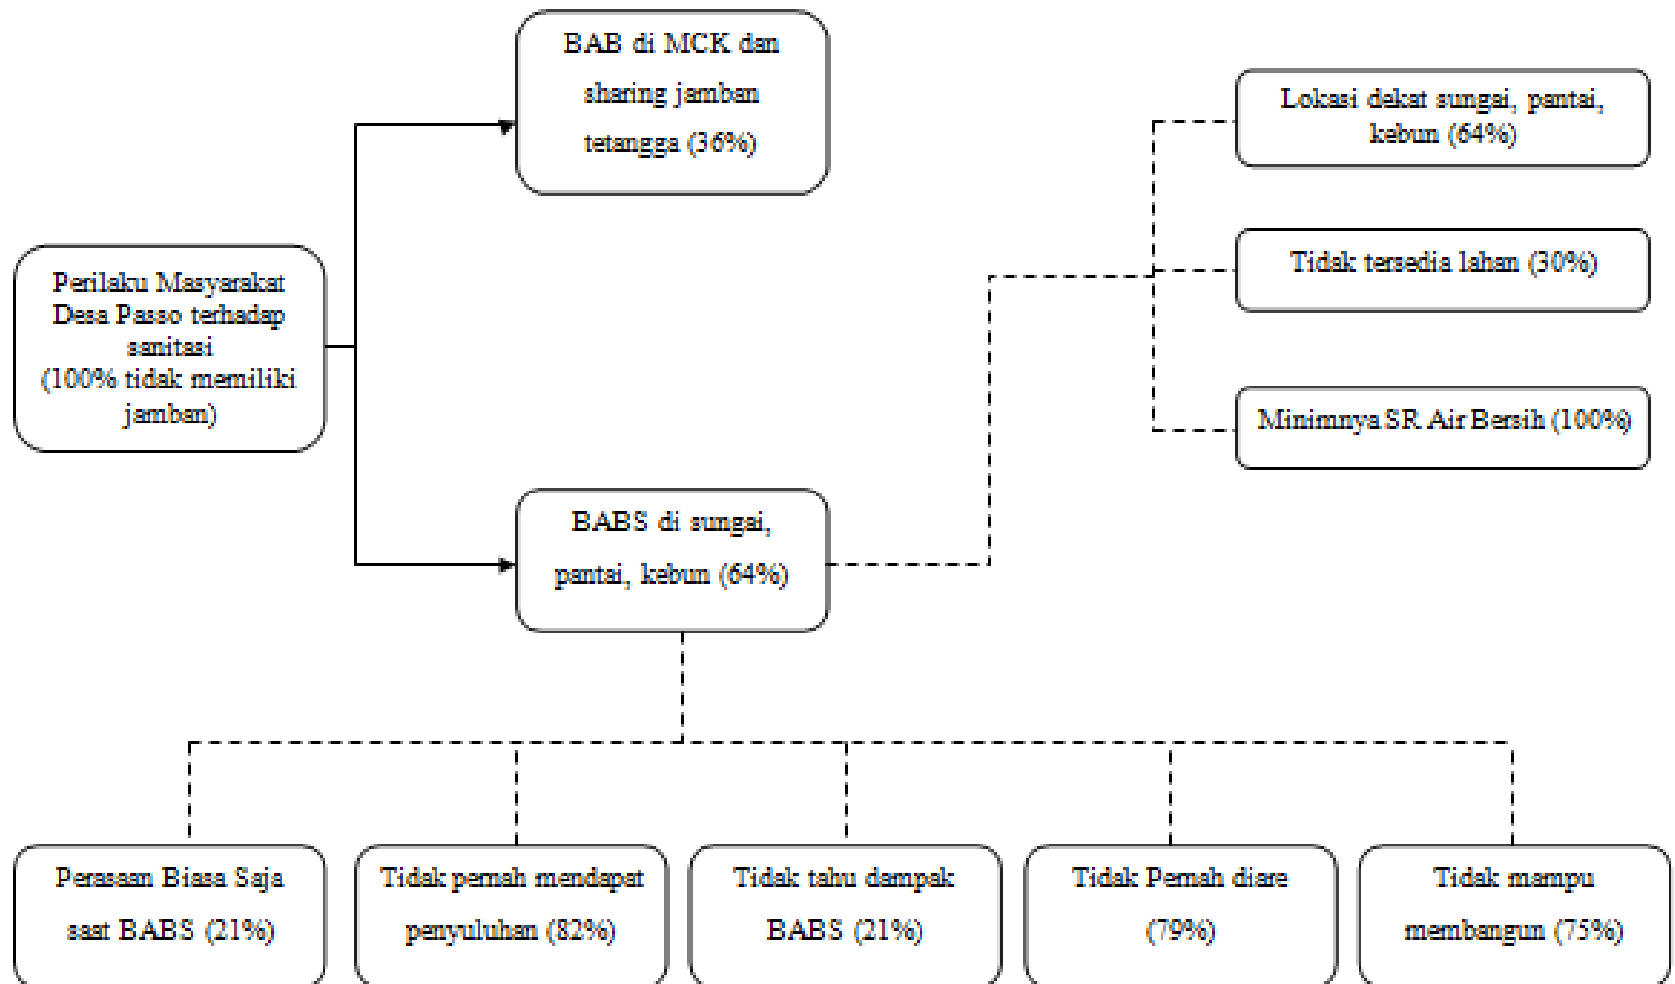 BAB di MCK dan
sharing jamban
tetangga (36%)
Lokasi dekat sungai, pantai,
kebun (64%)
Tidak tersedia lahan (30%)
Perilaku Masyarakat
Desa Passo terhadap
sanitasi
(100% tidak memiliki
jamban)
Minimnya SR Air Bersih (100%)
BABS di sungai,
pantai, kebun (64%)
Perasaan Biasa Saja
saat BABS (21%)
Tidak pernah mendapat
penyuluhan (82%)
Tidak tahu dampak
BABS (21%)
Tidak Pernah diare
(79%)
Tidak mampu
membangun (75%)